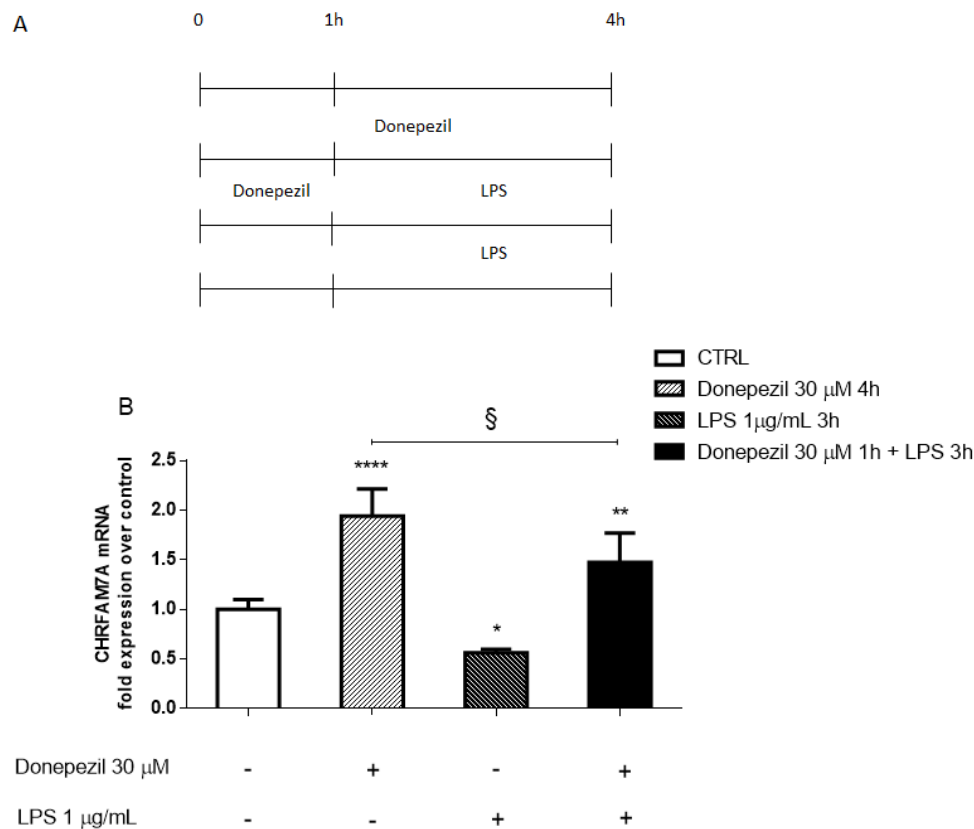 A
0 1h 4h
Donepezil
Donepezil LPS
LPS
CTRL
Donepezil 30 μM 4h
LPS 1μg/mL 3h
Donepezil 30 μM 1h + LPS 3h
B
§
CHRFAM7A mRNA
fold expression over control
2.5
2.0
1.5
1.0
0.5
0.0
****
*
**
Donepezil 30 μM - + - +
LPS 1 μg/mL - - + +